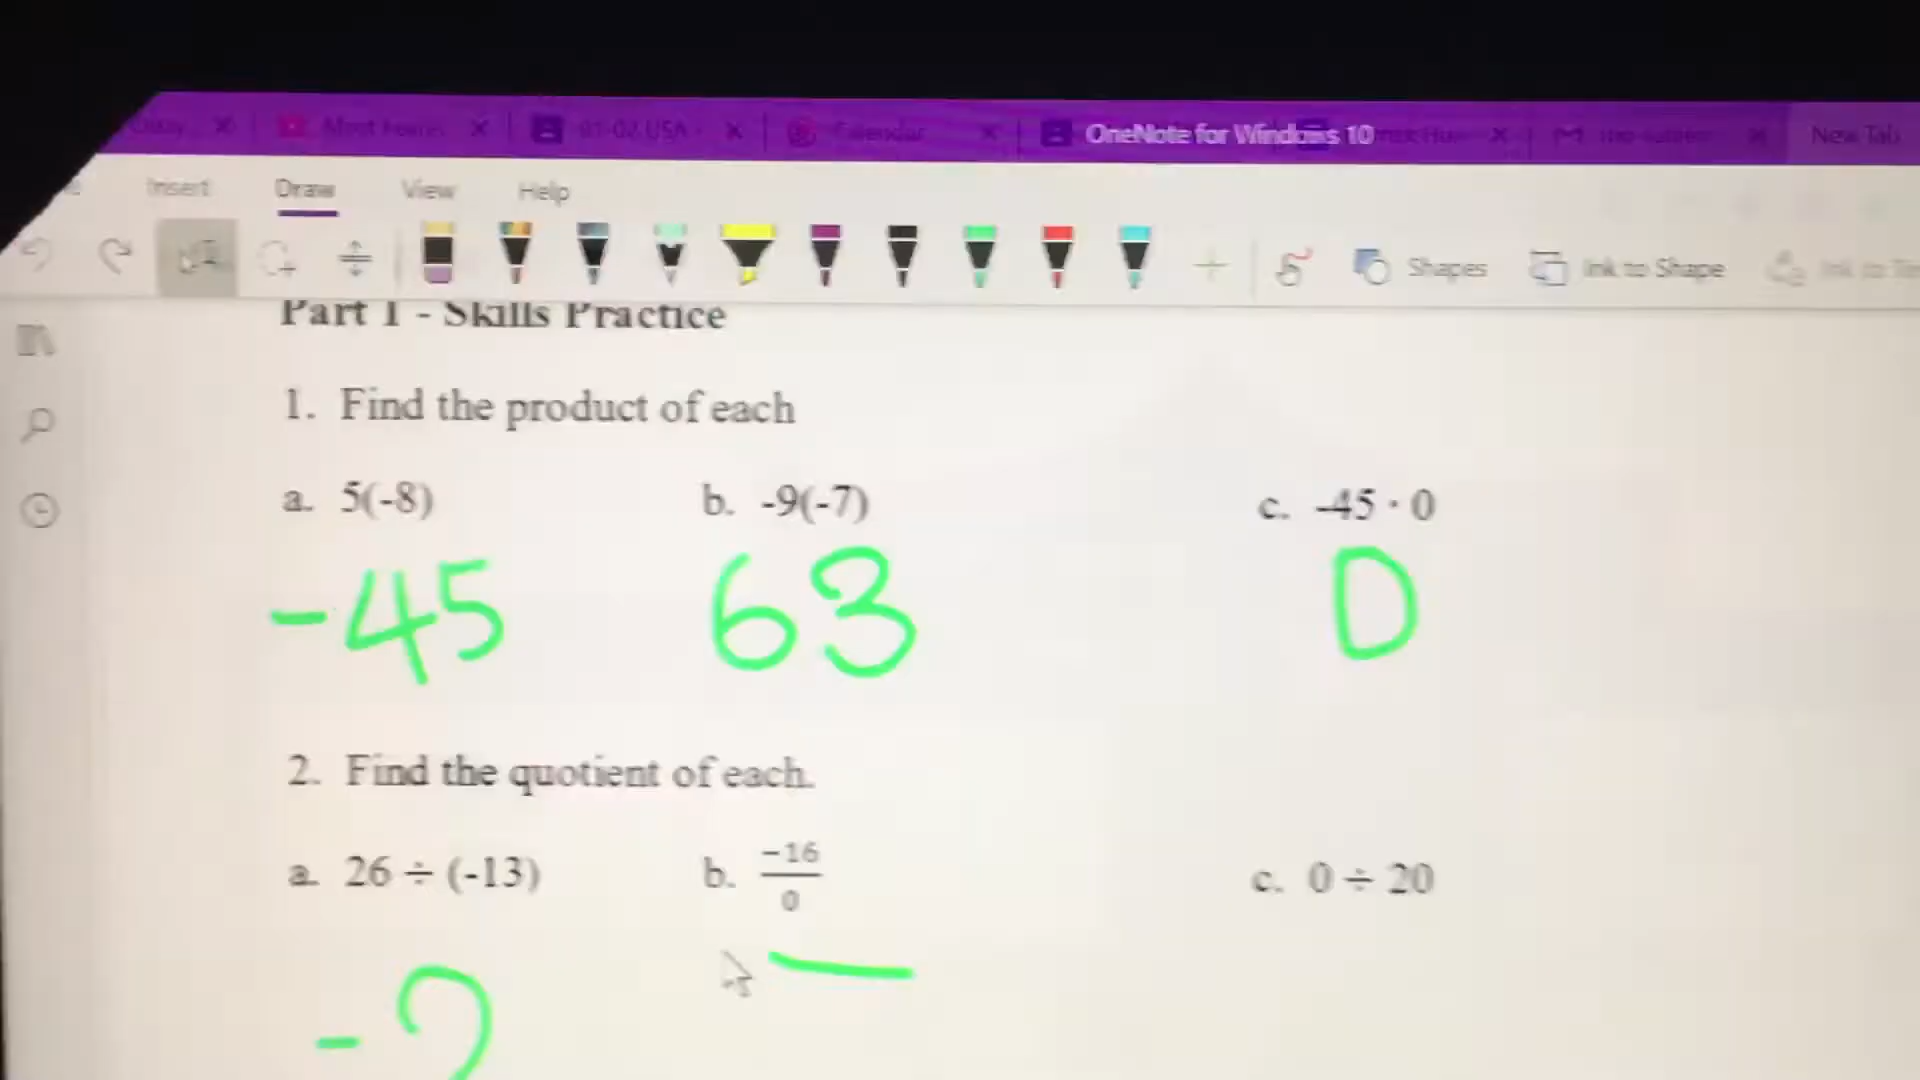 Calendar
OneNote for Windows 10
New Tab
Insert Draw View Help
Shapes Ink to Shape
Part 1 - Skills Practice
1. Find the product of each
a. 5(-8) b. -9(-7) c. -45 · 0
-45 63 0
2. Find the quotient of each.
a. 26 ÷ (-13) b. -16/0 c. 0 ÷ 20
-2